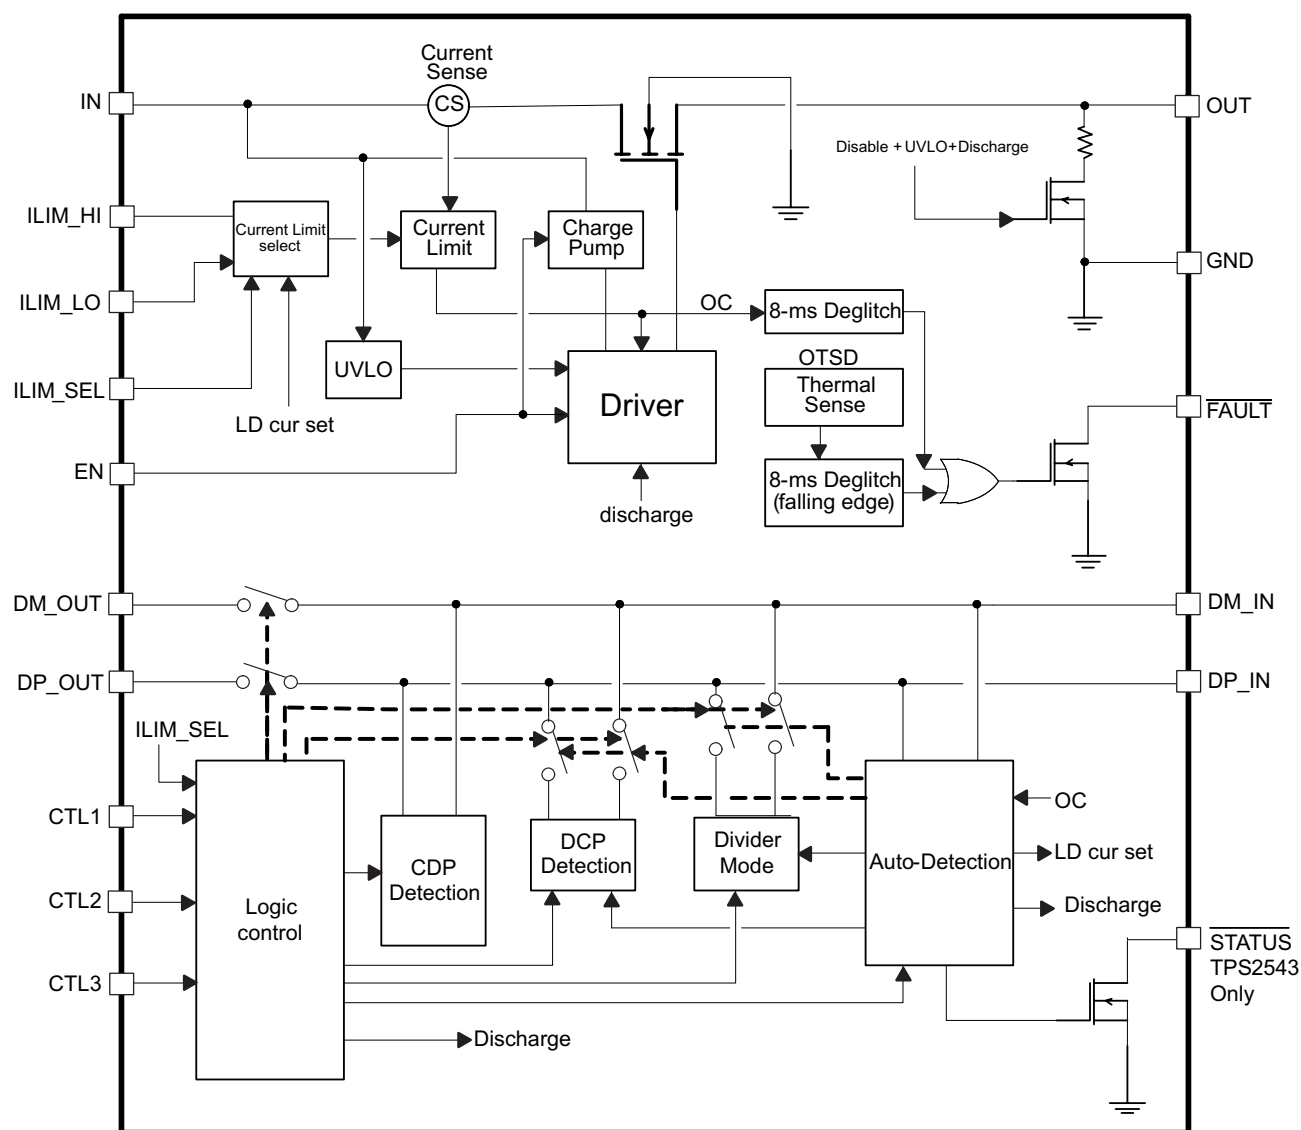 Current
Sense
IN
CS
OUT
Disable +UVLO+Discharge
ILIM_HI
Current Limit
select
Current
Limit
Charge
Pump
GND
ILIM_LO
OC
8-ms Deglitch
UVLO
OTSD
Thermal
Sense
Driver
ILIM_SEL
LD cur set
FAULT
EN
8-ms Deglitch
(falling edge)
discharge
DM_OUT
DM_IN
DP_OUT
DP_IN
ILIM_SEL
CTL1
OC
CDP
Detection
DCP
Detection
Divider
Mode
Auto-Detection
LD cur set
CTL2
Logic
control
Discharge
STATUS
TPS2543
Only
CTL3
Discharge